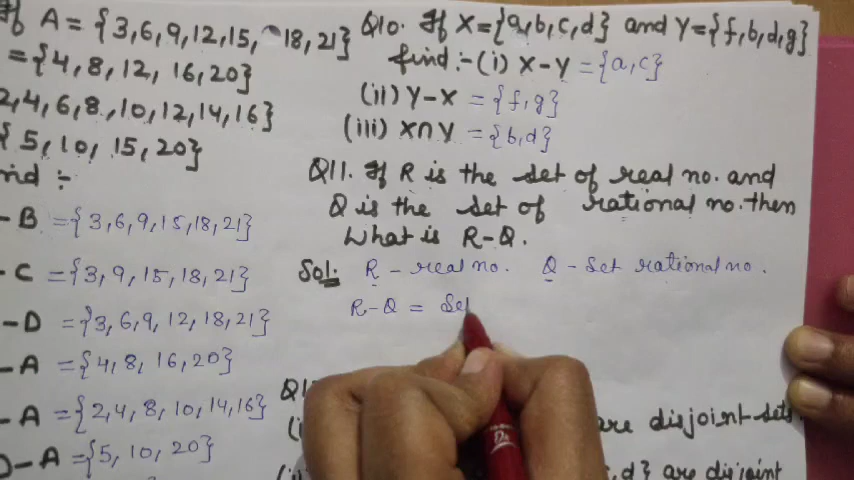 If A = {3,6,9,12,15, 18,21}
= {4, 8, 12, 16, 20}
2,4,6,8,10,12,14,16}
{5, 10, 15, 20}
ind :-
-B = {3,6,9,15,18,21}
-C = {3,9,15,18,21}
-D = {3,6,9,12,18,21}
-A = {4,8,16,20}
-A = {2,4,8,10,14,16}
D-A = {5, 10, 20}
Q10. If X={a,b,c,d} and Y={f,b,d,g}
find :- (i) X-Y = {a,c}
(ii) Y-X = {f,g}
(iii) X∩Y = {b,d}
Q11. If R is the set of real no. and
Q is the set of rational no. then
What is R-Q.
Sol: R - real no. Q - Set rational no.
R-Q = Set
Q1
(i are disjoint sets
(ii ,d} are disjoint